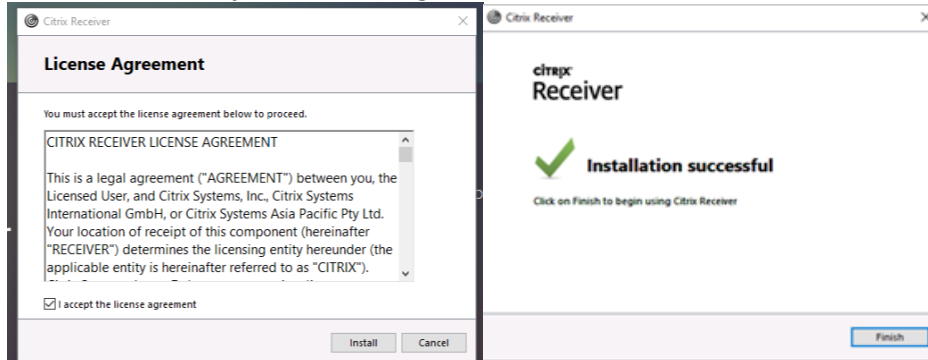 Citrix Receiver
License Agreement
You must accept the license agreement below to proceed.
CITRIX RECEIVER LICENSE AGREEMENT
This is a legal agreement ("AGREEMENT") between you, the
Licensed User, and Citrix Systems, Inc., Citrix Systems
International GmbH, or Citrix Systems Asia Pacific Pty Ltd.
Your location of receipt of this component (hereinafter
"RECEIVER") determines the licensing entity hereunder (the
applicable entity is hereinafter referred to as "CITRIX").
I accept the license agreement
Install
Cancel
Citrix Receiver
CITRIX
Receiver
Installation successful
Click on Finish to begin using Citrix Receiver
Finish